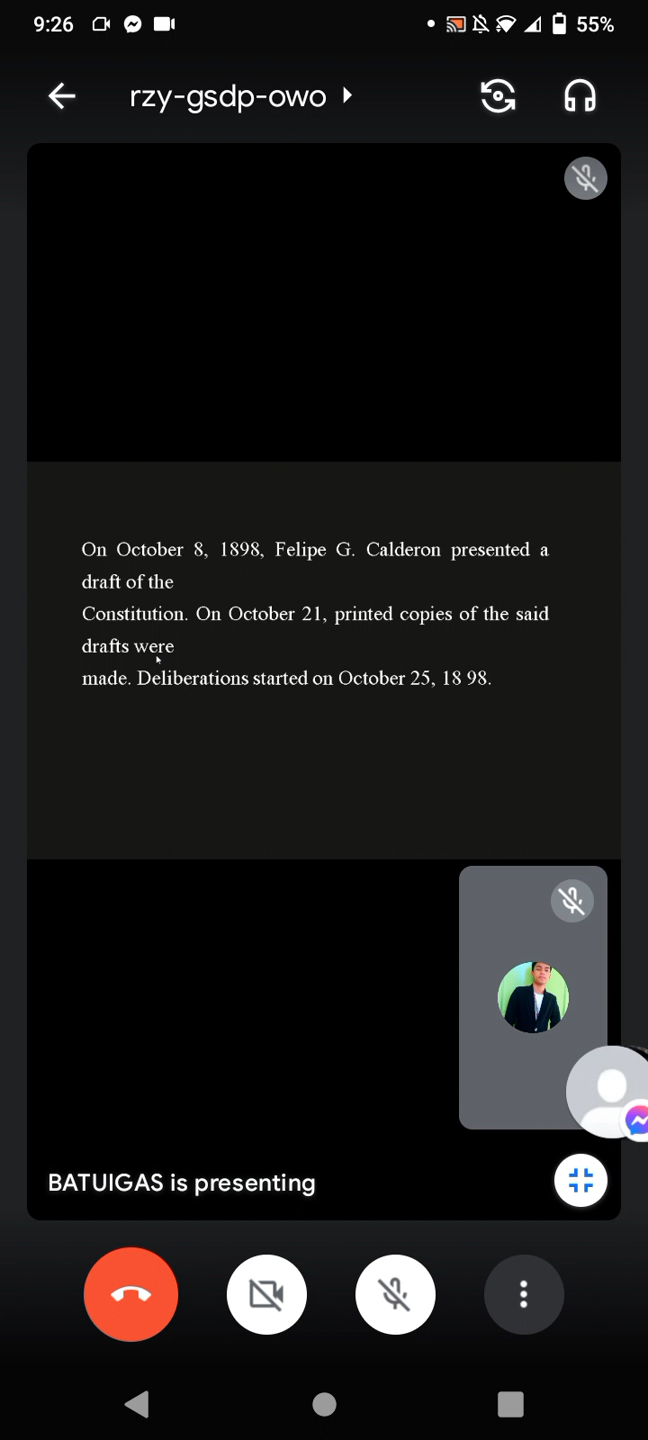 9:26
55%
rzy-gsdp-owo
On October 8, 1898, Felipe G. Calderon presented a
draft of the
Constitution. On October 21, printed copies of the said
drafts were
made. Deliberations started on October 25, 18 98.
BATUIGAS is presenting